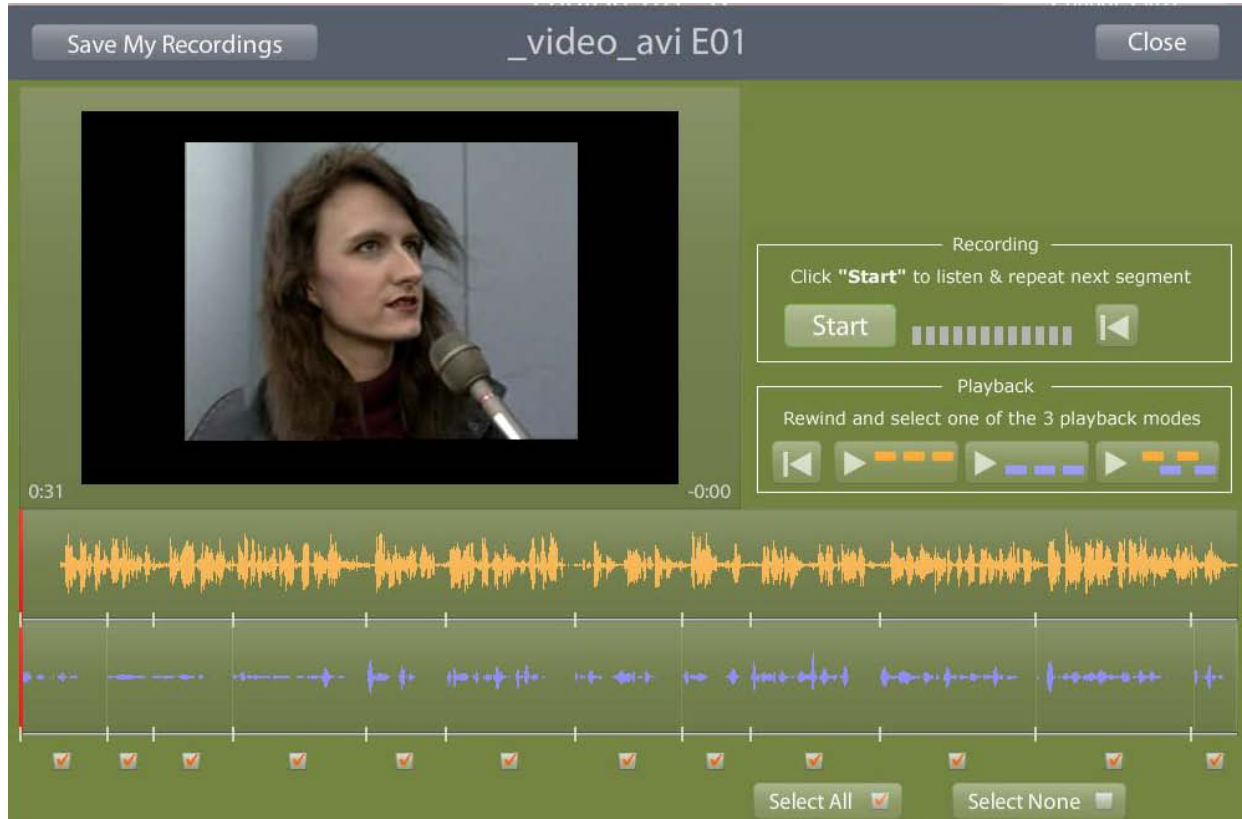 Save My Recordings
_video_avi E01
Close
Recording
Click "Start" to listen & repeat next segment
Start
Playback
Rewind and select one of the 3 playback modes
0:31
-0:00
Select All
Select None